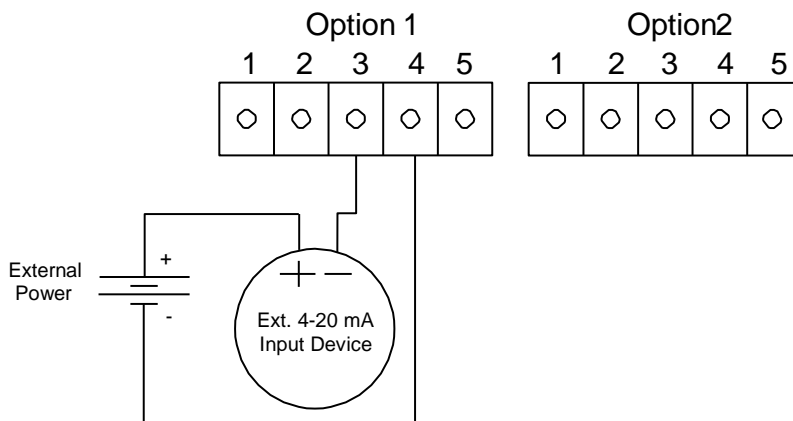 Option 1
Option2
1 2 3 4 5
1 2 3 4 5
+
External
Power
-
+ −
Ext. 4-20 mA
Input Device